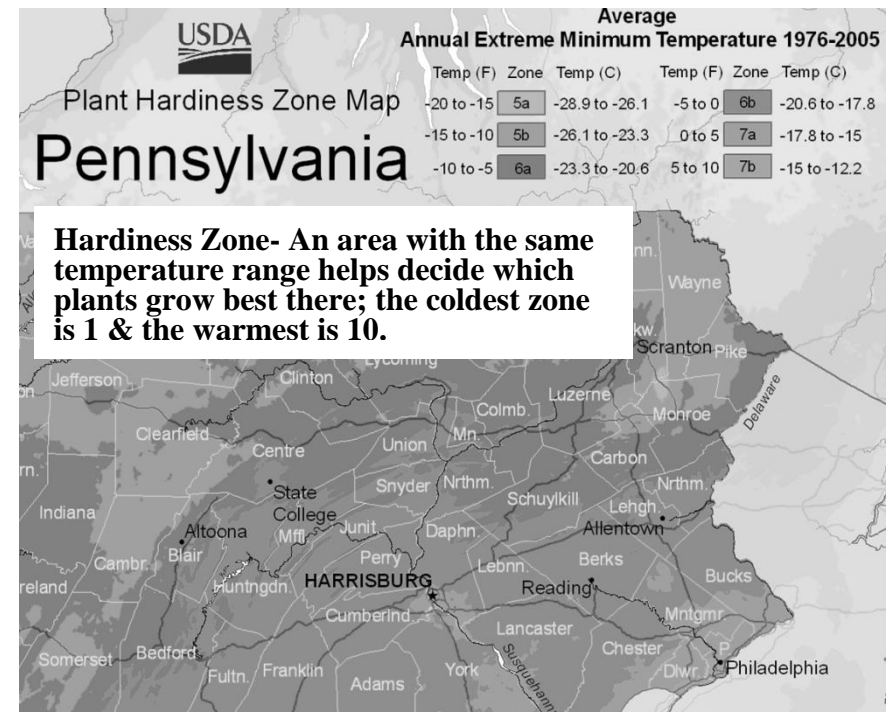 USDA
Plant Hardiness Zone Map
Pennsylvania
Average
Annual Extreme Minimum Temperature 1976-2005
Temp (F) Zone Temp (C) Temp (F) Zone Temp (C)
-20 to -15 5a -28.9 to -26.1 -5 to 0 6b -20.6 to -17.8
-15 to -10 5b -26.1 to -23.3 0 to 5 7a -17.8 to -15
-10 to -5 6a -23.3 to -20.6 5 to 10 7b -15 to -12.2
Hardiness Zone- An area with the same
temperature range helps decide which
plants grow best there; the coldest zone
is 1 & the warmest is 10.
Wayne
kw.
Scranton
Pike
Lycoming
Jefferson
Clinton
Luzerne
Colmb.
Monroe
Delaware
Clearfield
Centre
Union
Mn.
Carbon
State
College
Snyder
Nrthm.
Schuylkill
Nrthm.
Indiana
Lehgh.
Allentown
Altoona
Mffl.
Junit
Daphn.
Cambr.
Blair
Perry
Lebnn.
Berks
Bucks
reland
Huntngdn.
HARRISBURG
Reading
Cumberlnd.
Lancaster
Mntgmr
Somerset
Bedford
Fultn.
Franklin
Adams
York
Susquehann
Chester
Dlwr.
P
Philadelphia